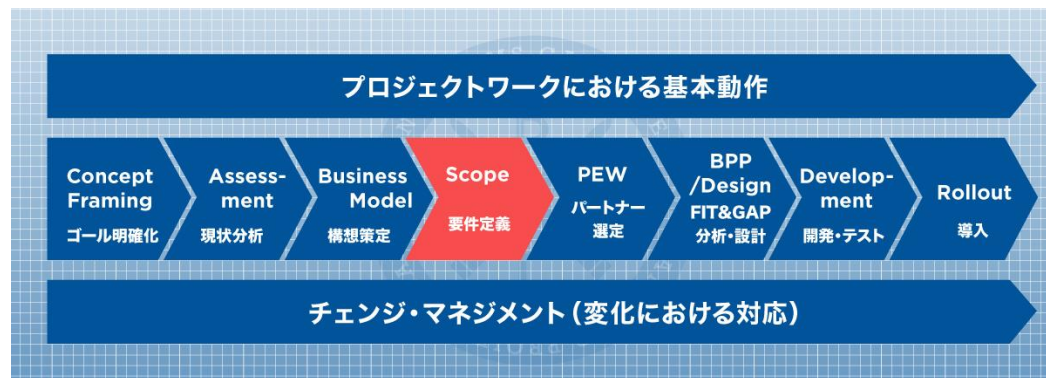 プロジェクトワークにおける基本動作
Concept
Framing
ゴール明確化
Assess-
ment
現状分析
Business
Model
構想策定
Scope
要件定義
PEW
パートナー
選定
BPP
/Design
FIT&GAP
分析・設計
Develop-
ment
開発・テスト
Rollout
導入
チェンジ・マネジメント(変化における対応)